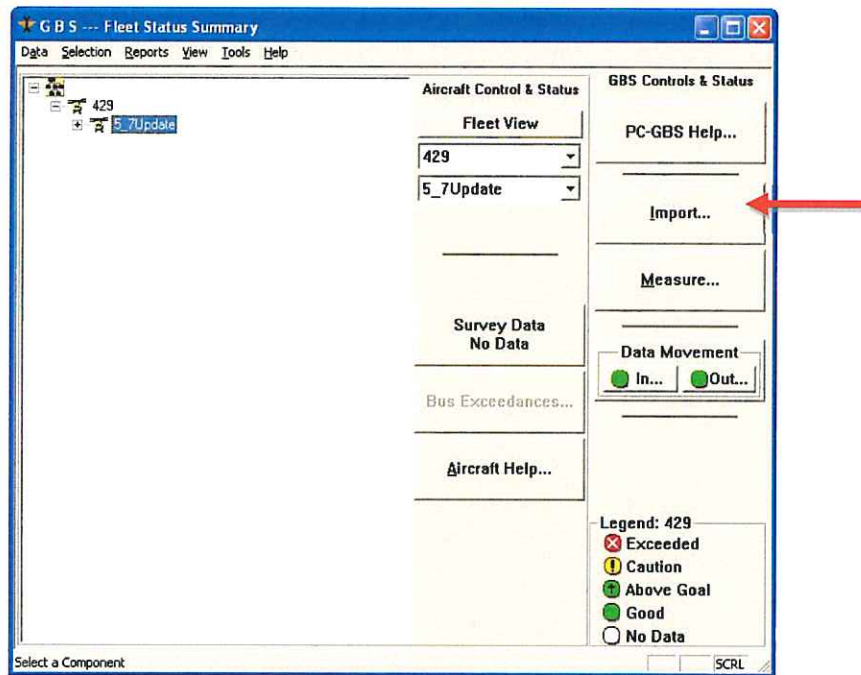 G B S --- Fleet Status Summary
Data Selection Reports View Tools Help
429
5_7Update
Aircraft Control & Status
Fleet View
429
5_7Update
Survey Data
No Data
Bus Exceedances...
Aircraft Help...
GBS Controls & Status
PC-GBS Help...
Import...
Measure...
Data Movement
In... Out...
Legend: 429
Exceeded
Caution
Above Goal
Good
No Data
Select a Component
SCRL